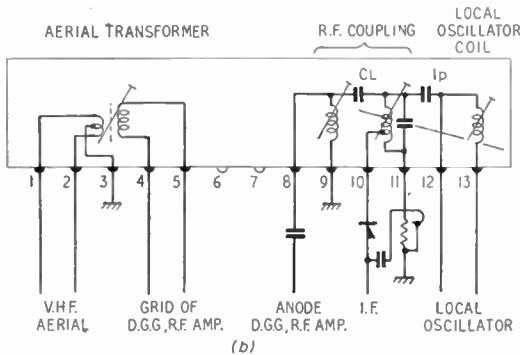 AERIAL TRANSFORMER
R.F. COUPLING
LOCAL
OSCILLATOR
COIL
CL
1p
1 2 3 4 5 6 7 8 9 10 11 12 13
V.H.F.
AERIAL
GRID OF
D.G.G, R.F. AMP.
ANODE
D.G.G, R.F. AMP.
I.F.
LOCAL
OSCILLATOR
(b)